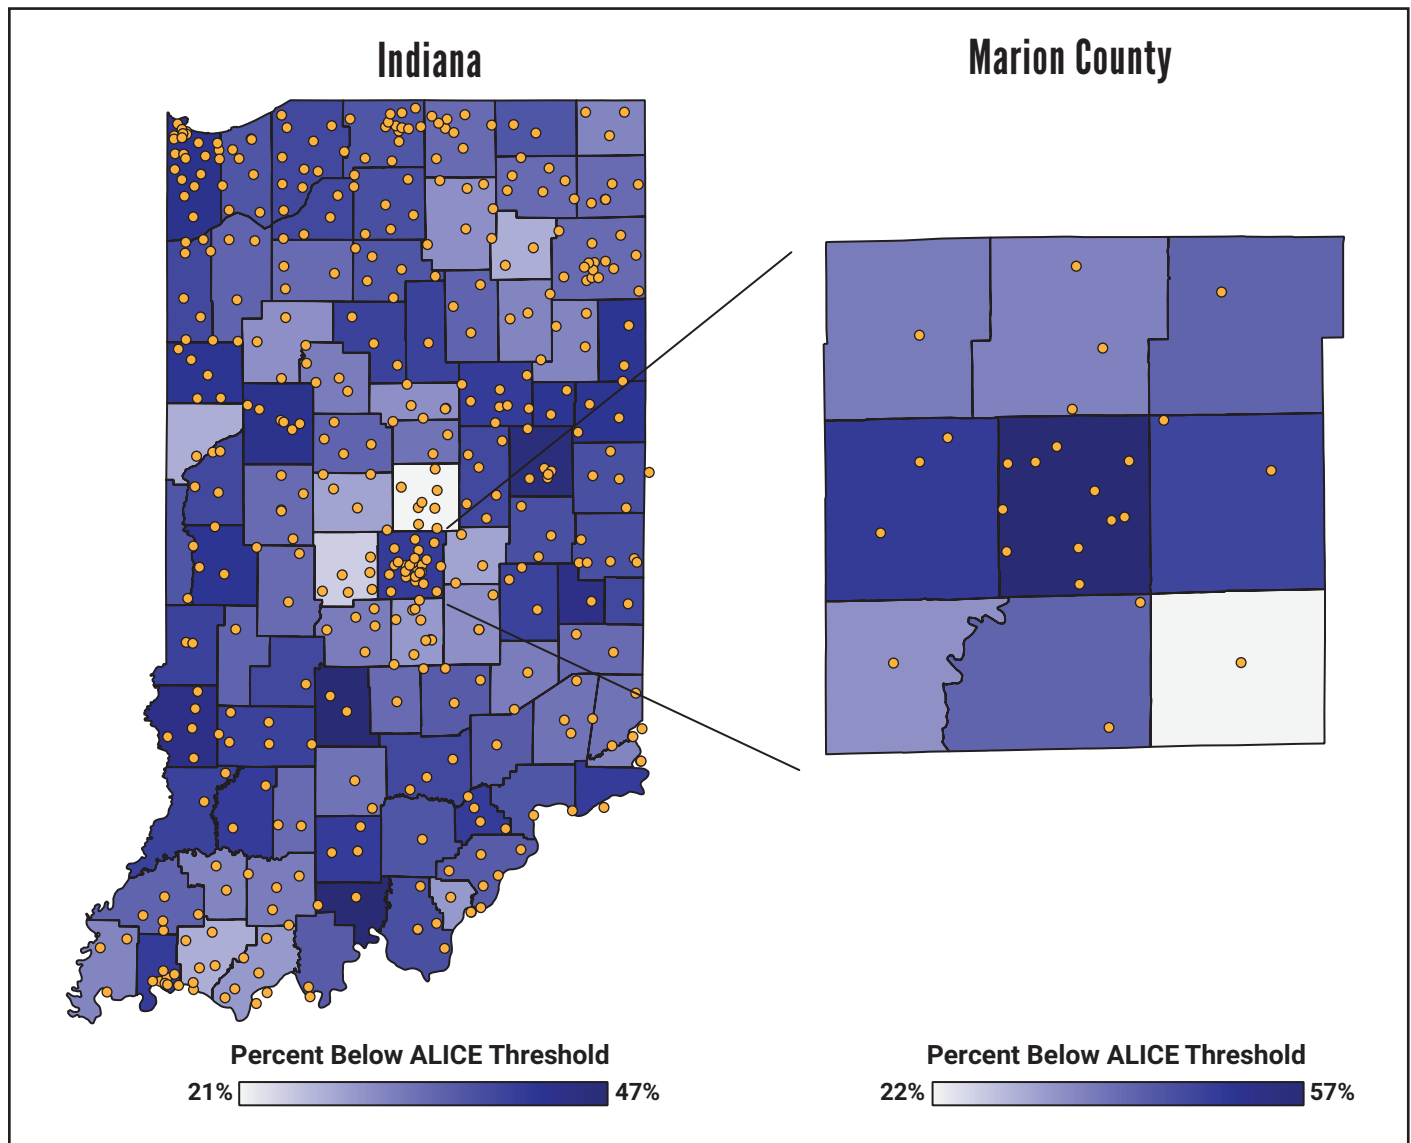 Indiana
Marion County
Percent Below ALICE Threshold
21%
47%
Percent Below ALICE Threshold
22%
57%